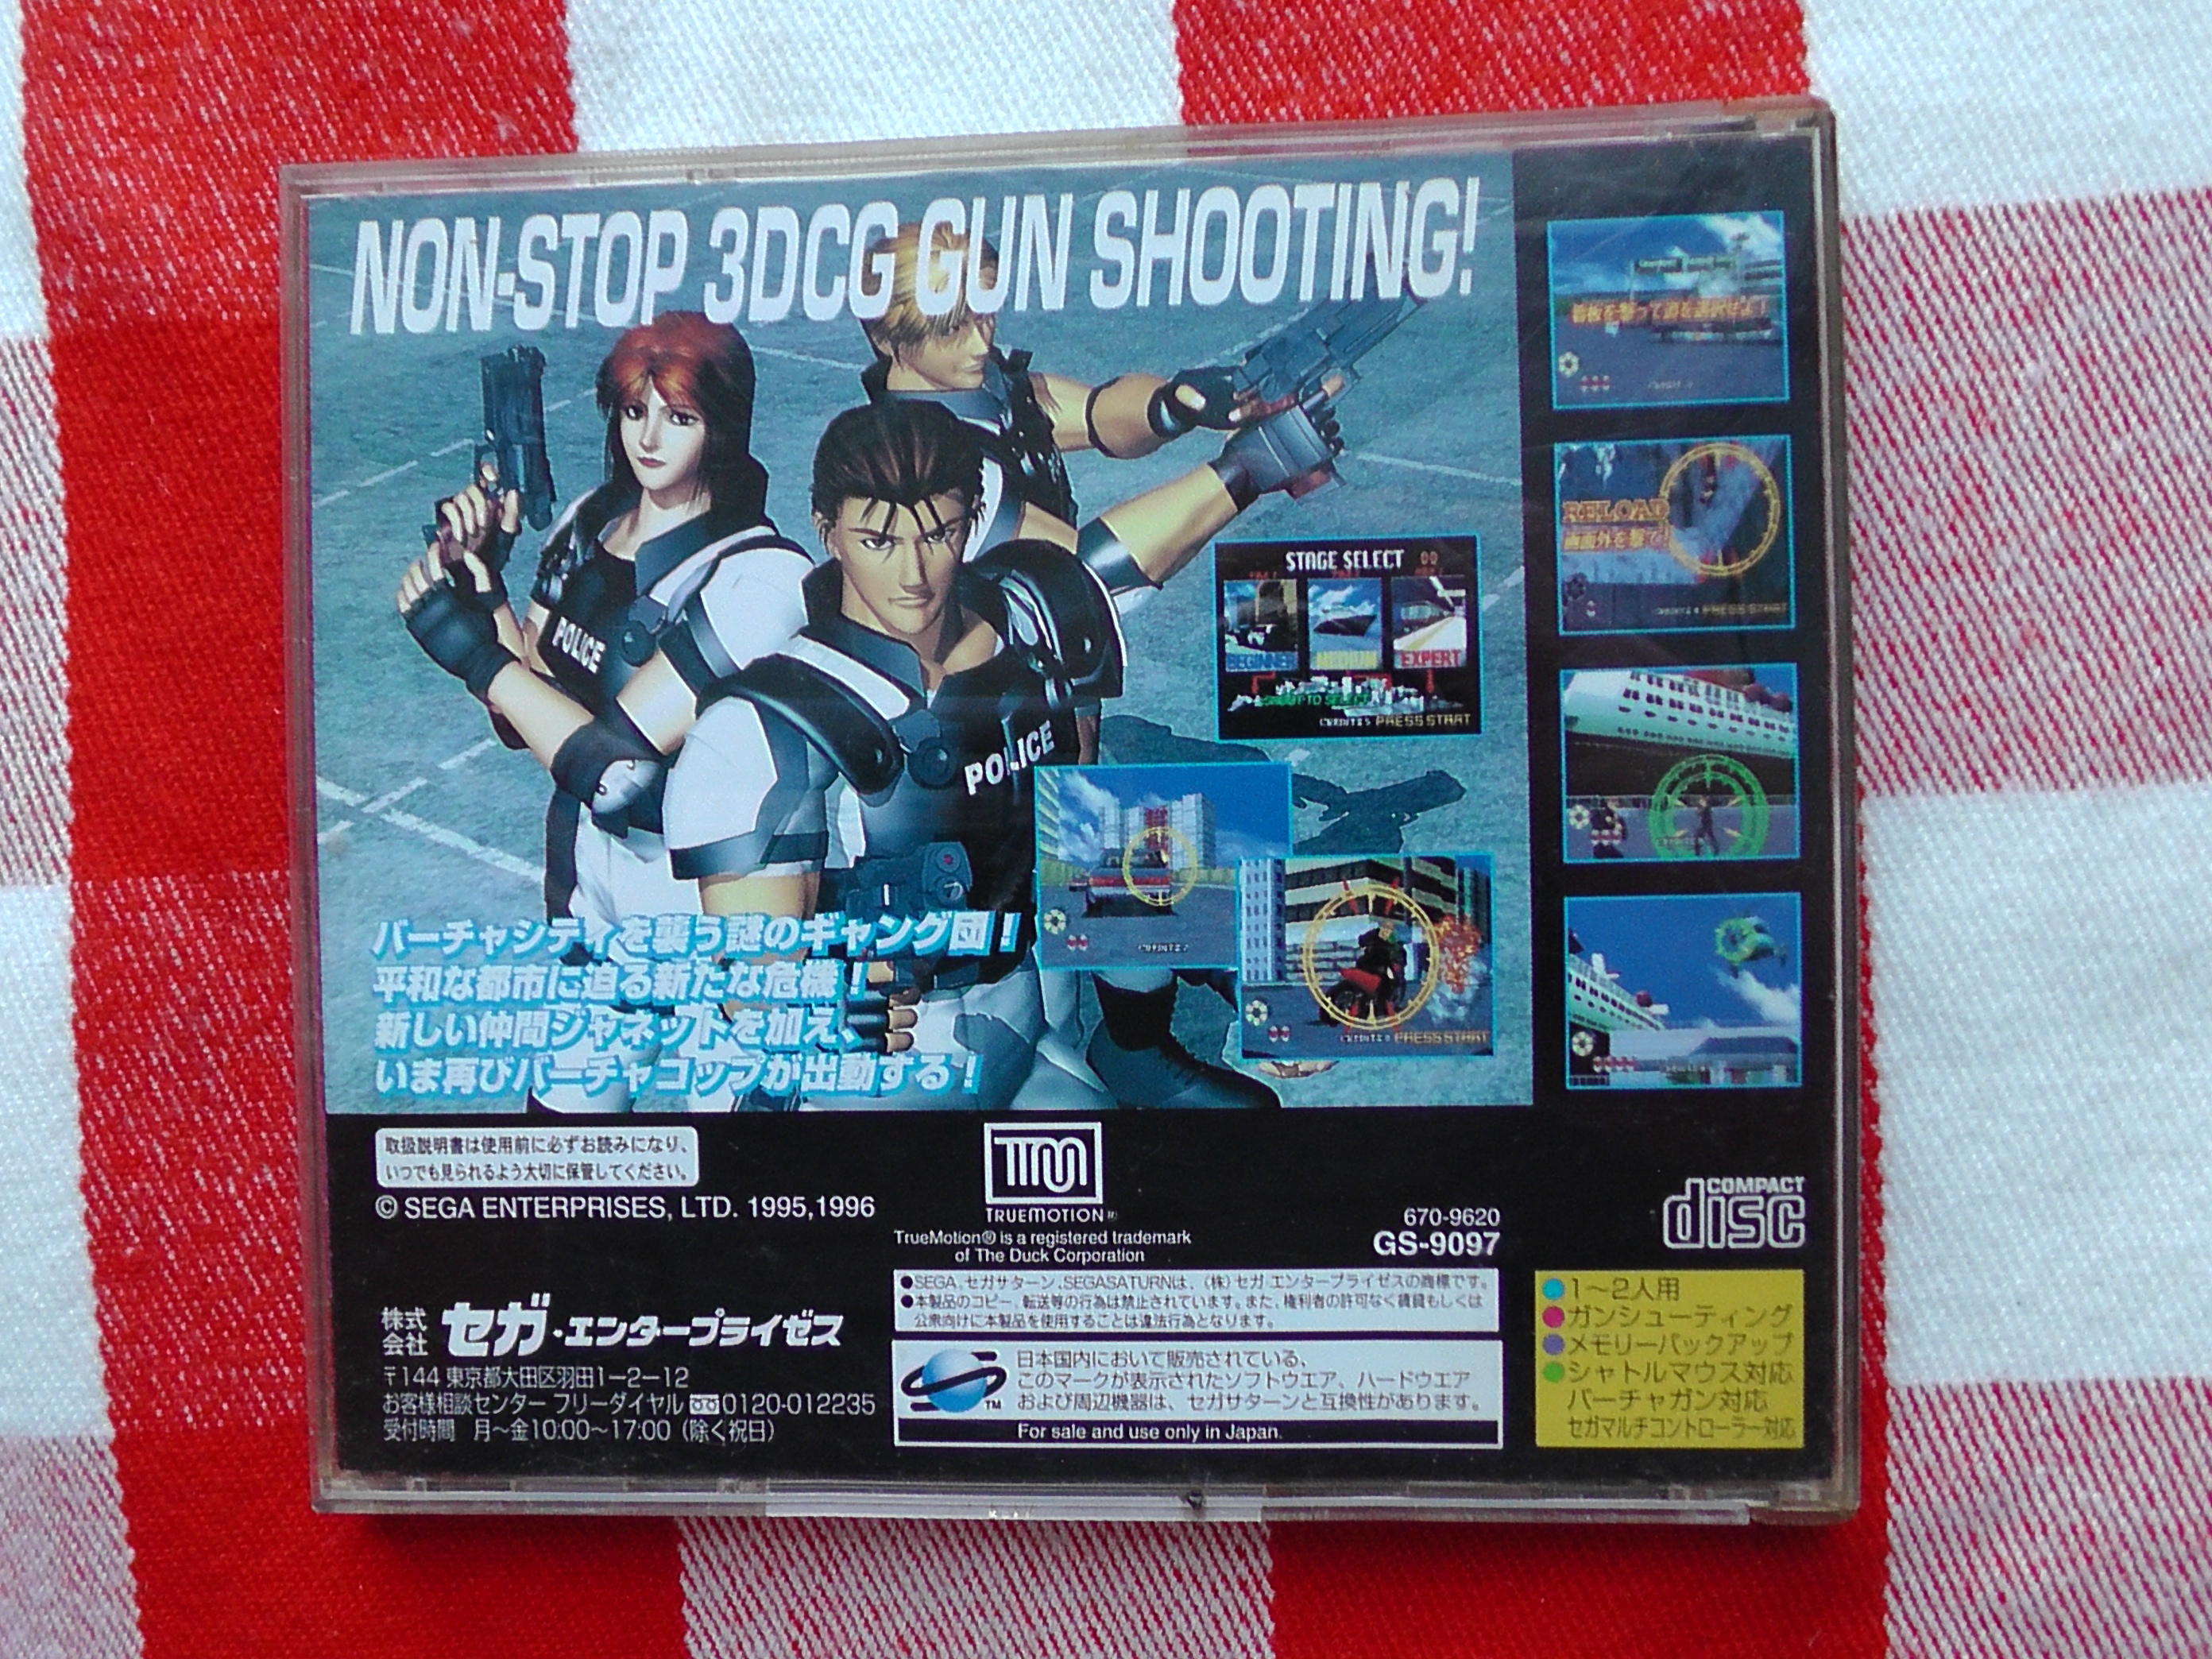 NON-STOP 3DCG GUN SHOOTING!
POLICE
POLICE
STAGE SELECT 00
BEGINNER MEDIUM EXPERT
SHOOT TO SELECT
CREDITS 5 PRESS START
RELOAD
画面外を撃て!
PRESS START
PRESS START
バーチャシティを襲う謎のギャング団!
平和な都市に迫る新たな危機!
新しい仲間ジャネットを加え、
いま再びバーチャコップが出動する!
取扱説明書は使用前に必ずお読みになり、
いつでも見られるよう大切に保管してください。
© SEGA ENTERPRISES, LTD. 1995,1996
TM
TRUEMOTION
TrueMotion® is a registered trademark
of The Duck Corporation
670-9620
GS-9097
COMPACT
disc
株式会社 セガ・エンタープライゼス
〒144 東京都大田区羽田1-2-12
お客様相談センター フリーダイヤル 0120-012235
受付時間 月~金10:00~17:00(除く祝日)
●SEGA、セガサターン、SEGASATURNは、(株)セガ・エンタープライゼスの商標です。
●本製品のコピー、転送等の行為は禁止されています。また、権利者の許可なく賃貸もしくは
公衆向けに本製品を使用することは違法行為となります。
日本国内において販売されている、
このマークが表示されたソフトウエア、ハードウエア
および周辺機器は、セガサターンと互換性があります。
TM
For sale and use only in Japan.
●1~2人用
●ガンシューティング
●メモリーバックアップ
●シャトルマウス対応
バーチャガン対応
セガマルチコントローラー対応